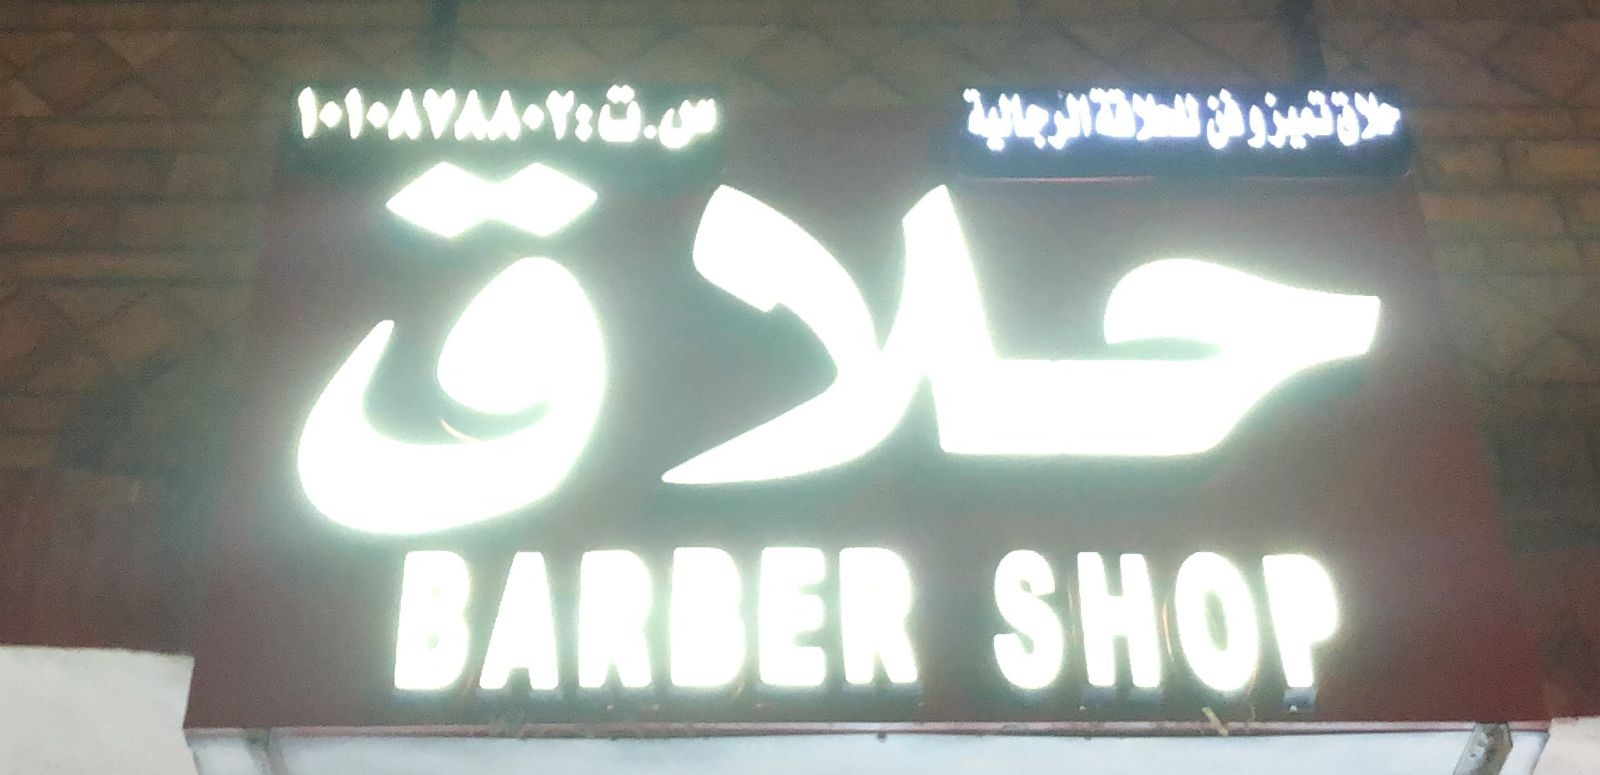 حلاق تميز وفن للحلاقة الرجالية
س.ت: ١٠١٠٨٧٨٨٠٢
حلاق
BARBER SHOP